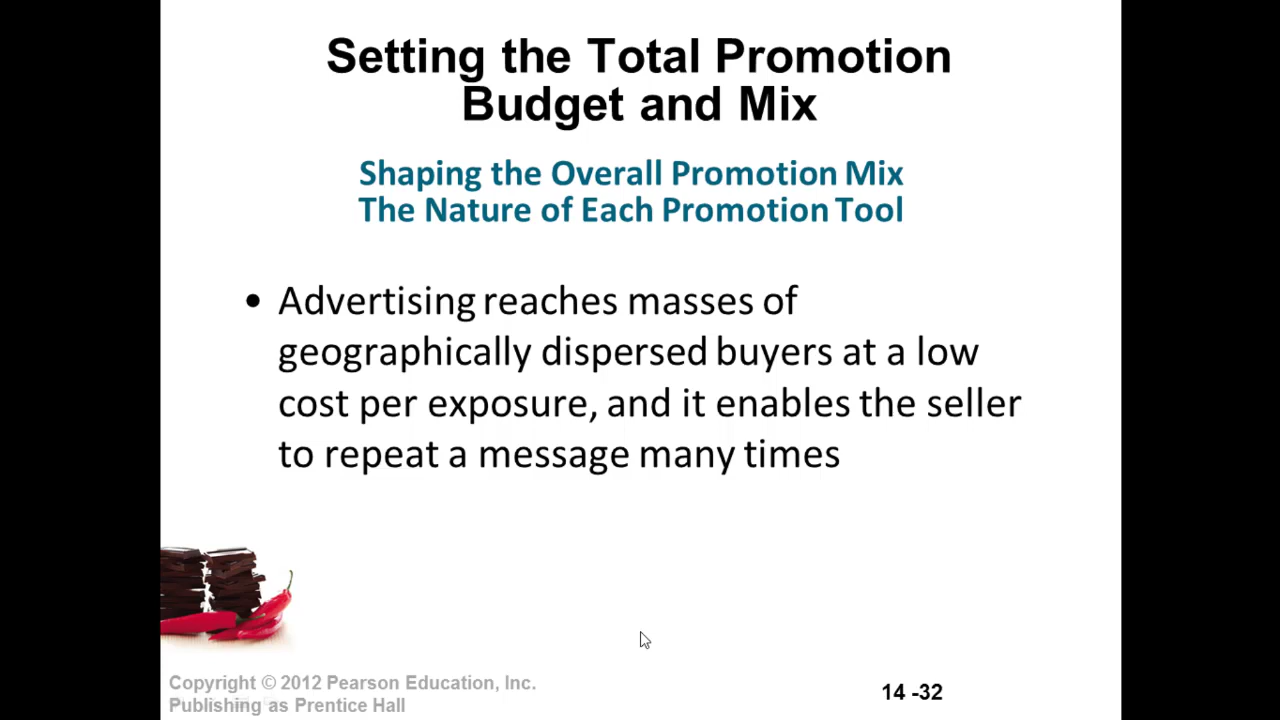 Setting the Total Promotion
Budget and Mix
Shaping the Overall Promotion Mix
The Nature of Each Promotion Tool
• Advertising reaches masses of
geographically dispersed buyers at a low
cost per exposure, and it enables the seller
to repeat a message many times
Copyright © 2012 Pearson Education, Inc.
Publishing as Prentice Hall
14 -32